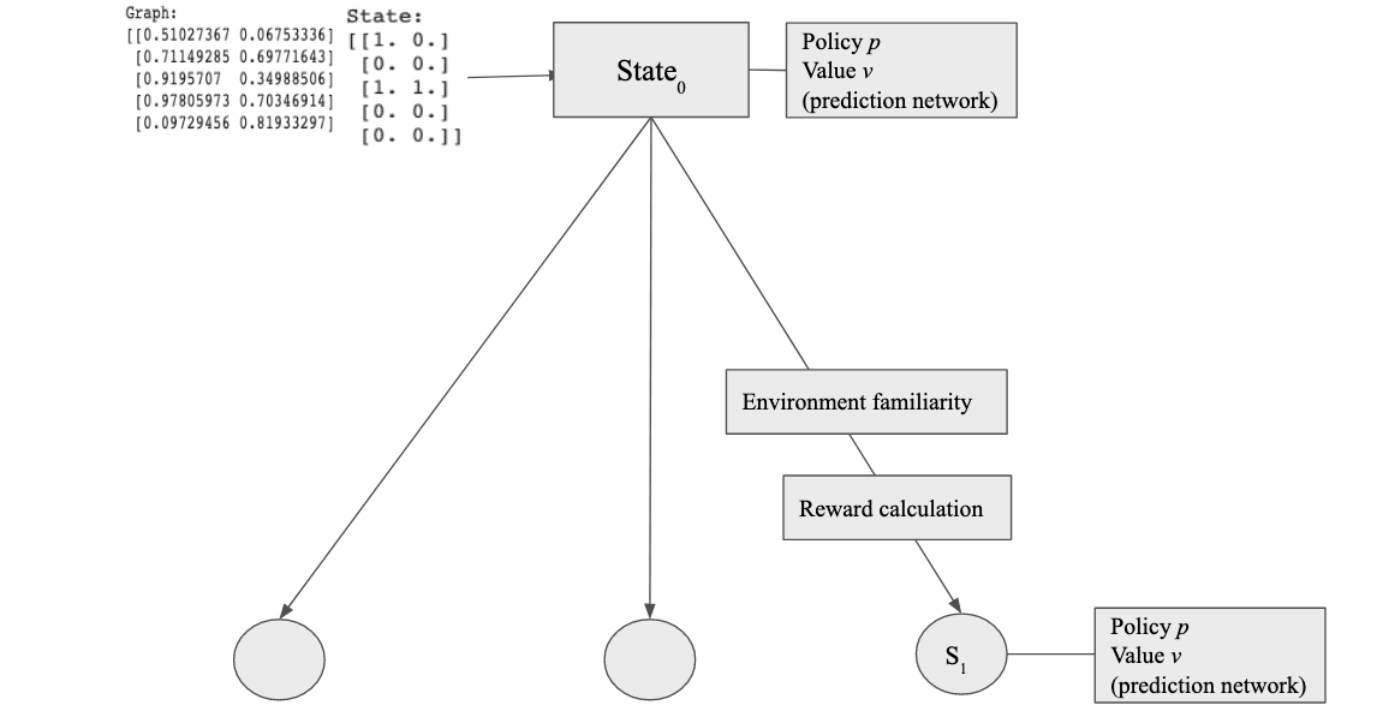 Graph:
[[0.51027367 0.06753336]
[0.71149285 0.69771643]
[0.9195707 0.34988506]
[0.97805973 0.70346914]
[0.09729456 0.81933297]
State:
[[1. 0.]
[0. 0.]
[1. 1.]
[0. 0.]
[0. 0.]]
State0
Policy p
Value v
(prediction network)
Environment familiarity
Reward calculation
S1
Policy p
Value v
(prediction network)